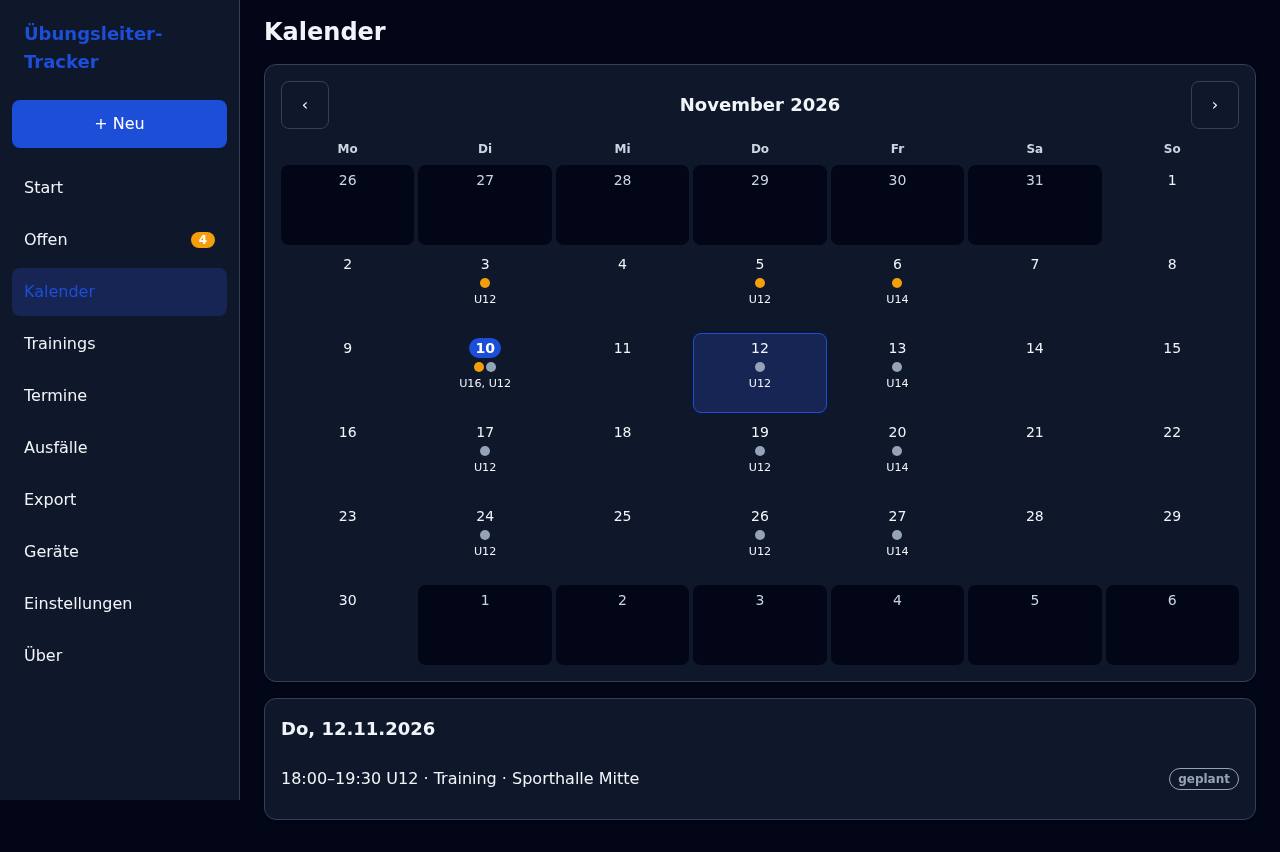 Übungsleiter-
Tracker
+ Neu
Start
Offen 4
Kalender
Trainings
Termine
Ausfälle
Export
Geräte
Einstellungen
Über
Kalender
‹ November 2026 ›
Mo Di Mi Do Fr Sa So
26 27 28 29 30 31 1
2 3 4 5 6 7 8
U12 U12 U14
9 10 11 12 13 14 15
U16, U12 U12 U14
16 17 18 19 20 21 22
U12 U12 U14
23 24 25 26 27 28 29
U12 U12 U14
30 1 2 3 4 5 6
Do, 12.11.2026
18:00–19:30 U12 · Training · Sporthalle Mitte geplant